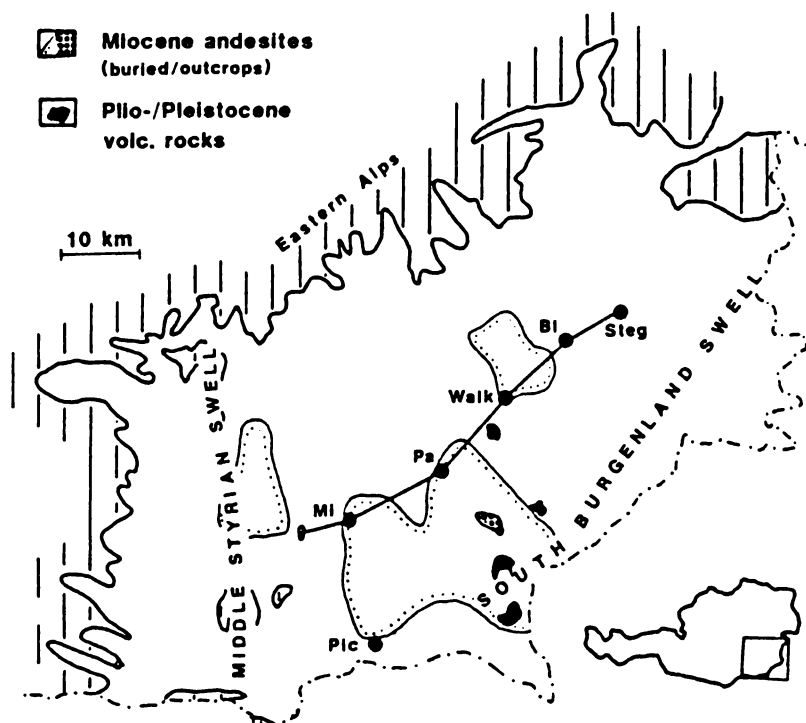 Miocene andesites
(buried/outcrops)
Plio-/Pleistocene
volc. rocks
Eastern Alps
10 km
Bl
Steg
Walk
Pa
Mi
Plc
MIDDLE STYRIAN SWELL
SOUTH BURGENLAND SWELL